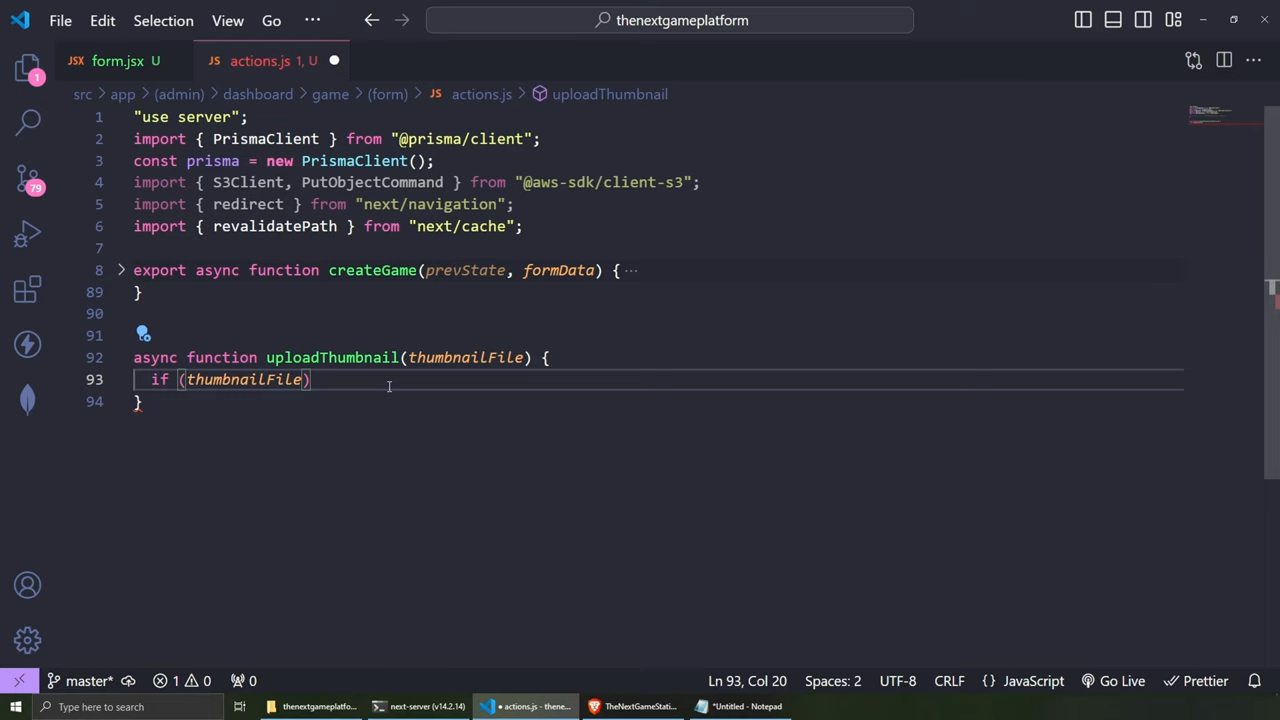 File Edit Selection View Go ··· thenextgameplatform
JSX form.jsx U JS actions.js 1, U
src > app > (admin) > dashboard > game > (form) > JS actions.js > uploadThumbnail
1 "use server";
2 import { PrismaClient } from "@prisma/client";
3 const prisma = new PrismaClient();
4 import { S3Client, PutObjectCommand } from "@aws-sdk/client-s3";
5 import { redirect } from "next/navigation";
6 import { revalidatePath } from "next/cache";
7
8 export async function createGame(prevState, formData) { ···
89 }
90
91
92 async function uploadThumbnail(thumbnailFile) {
93 if (thumbnailFile)
94 }
1
79
master* 1 0 0 Ln 93, Col 20 Spaces: 2 UTF-8 CRLF {} JavaScript Go Live Prettier
Type here to search thenextgameplatfo... next-server (v14.2.14) • actions.js - thene... TheNextGameStati... *Untitled - Notepad